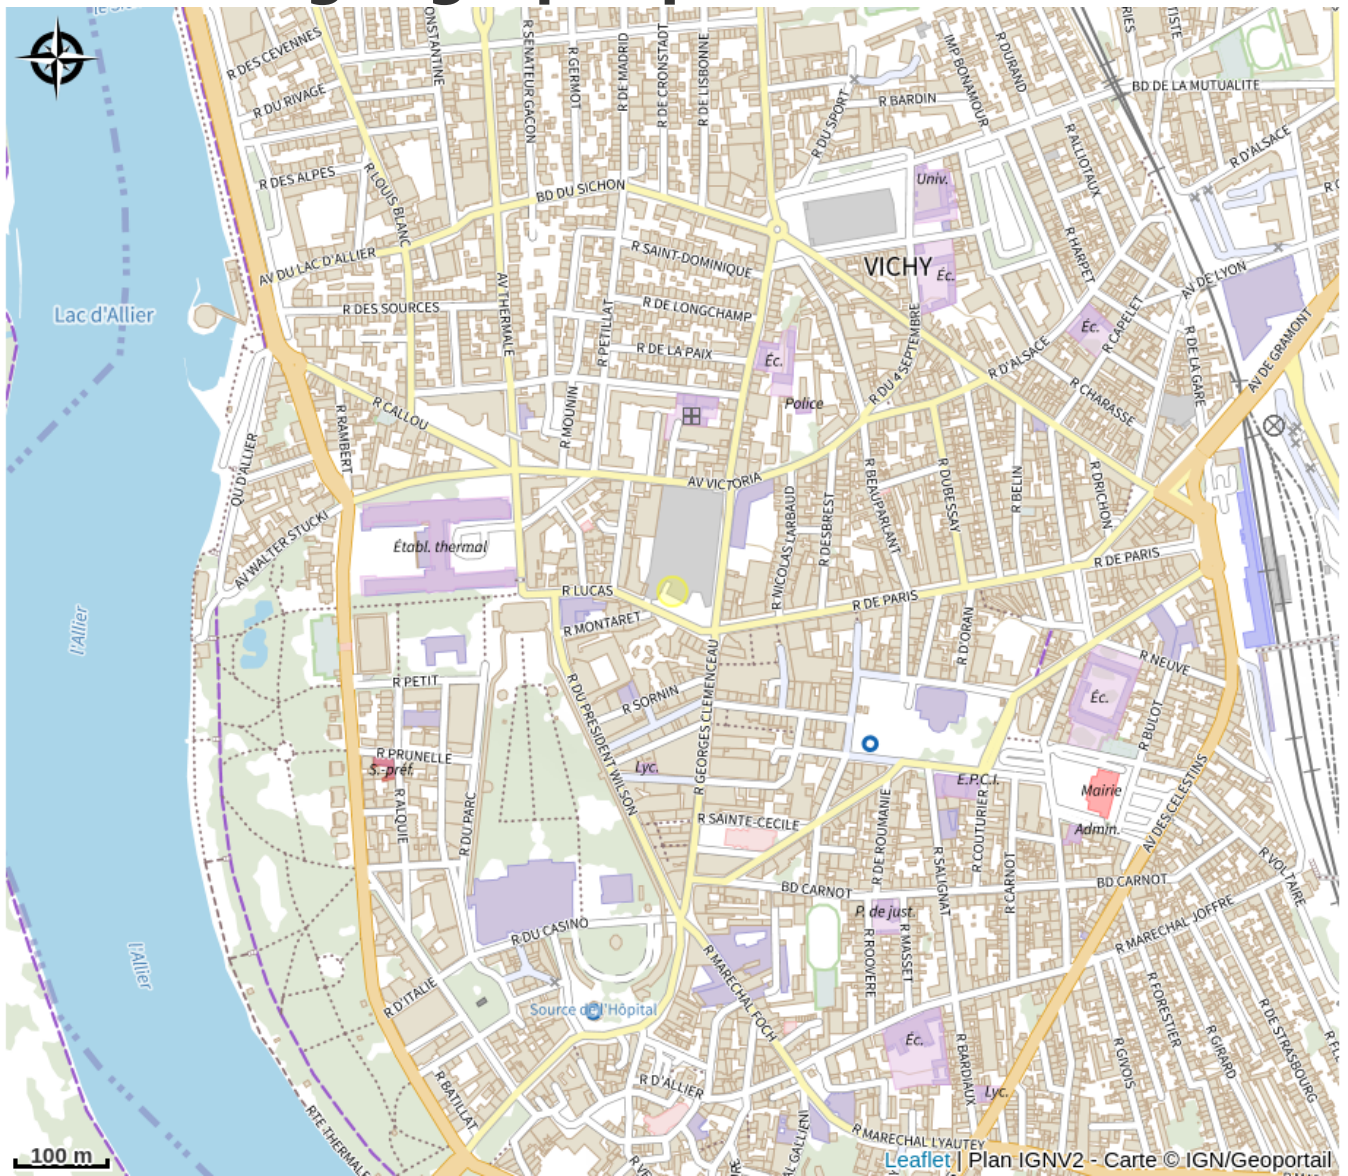 R DES CEVENNES
R DU RIVAGE
R DES ALPES
R LOUIS BLANC
AV DU LAC D'ALLIER
R DES SOURCES
Lac d'Allier
AV THERMALE
R SENATEUR GACON
R GERMOT
R DE MADRID
R DE CRONSTADT
R DE LISBONNE
BD DU SICHON
R SAINT-DOMINIQUE
R DE LONGCHAMP
R DE LA PAIX
R PETILLAT
R MOUNIN
R DU SPORT
R BARDIN
IMP BONAMOUR
R DURAND
R ALLIOTAUX
BD DE LA MUTUALITE
R D'ALSACE
Univ.
VICHY
Éc.
R HARPET
AV DE LYON
Éc.
R CAPELET
R DE LA GARE
AV DE GRAMONT
R DU 4 SEPTEMBRE
R D'ALSACE
R CHARASSE
Éc.
Police
R CALLOU
R RAMBERT
QU D'ALLIER
AV WALTER STUCKI
Établ. thermal
AV VICTORIA
R NICOLAS LARBAUD
R DESBREST
R BEAUPARLANT
R DUBESSAY
R BELIN
R DRICHON
R DE PARIS
R DE PARIS
R LUCAS
R MONTARET
l'Allier
R PETIT
R PRUNELLE
S.-préf.
R ALQUIE
R DU PARC
R DU PRESIDENT WILSON
R SORNIN
R GEORGES CLEMENCEAU
Lyc.
R D'ORAN
R NEUVE
Éc.
R BULOT
E.P.C.I.
Mairie
Admin.
AV DES CELESTINS
R SAINTE-CECILE
R DE ROUMANIE
R COUTURIER
R SALIGNAT
R CARNOT
BD CARNOT
BD CARNOT
R VOLTAIRE
P. de just.
R ROOVERE
R MASSET
R MARECHAL JOFFRE
R DU CASINO
R D'ITALIE
Source de l'Hôpital
R MARECHAL FOCH
l'Allier
R BATILLAT
RTE THERMALE
R D'ALLIER
Éc.
R BARDIAUX
Lyc.
R FORESTIER
R GIVOIS
R GIRARD
R DE STRASBOURG
R MARECHAL LYAUTEY
100 m
Leaflet | Plan IGNV2 - Carte © IGN/Geoportail